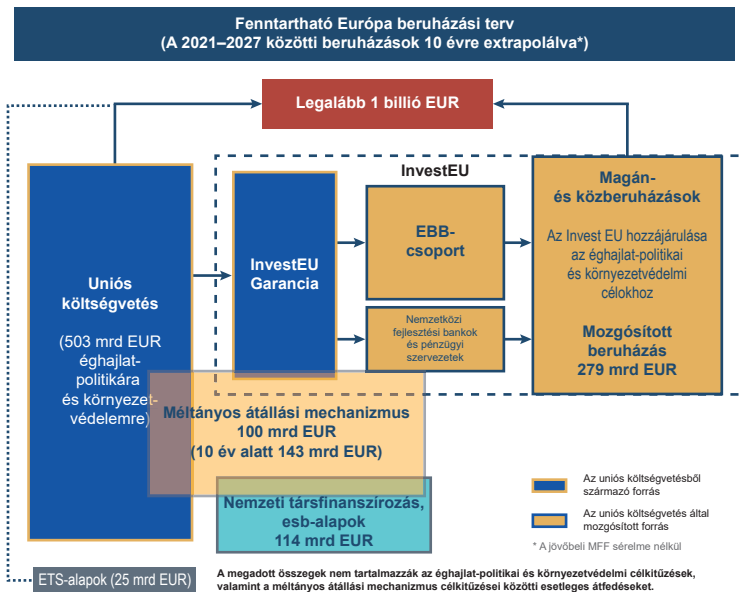 Fenntartható Európa beruházási terv
(A 2021–2027 közötti beruházások 10 évre extrapolálva*)
Legalább 1 billió EUR
InvestEU
Uniós
költségvetés
(503 mrd EUR
éghajlat-
politikára
és környezet-
védelemre)
InvestEU
Garancia
EBB-
csoport
Nemzetközi
fejlesztési bankok
és pénzügyi
szervezetek
Magán-
és közberuházások
Az Invest EU hozzájárulása
az éghajlat-politikai
és környezetvédelmi
célokhoz
Mozgósított
beruházás
279 mrd EUR
Méltányos átállási mechanizmus
100 mrd EUR
(10 év alatt 143 mrd EUR)
Nemzeti társfinanszírozás,
esb-alapok
114 mrd EUR
Az uniós költségvetésből
származó forrás
Az uniós költségvetés által
mozgósított forrás
* A jövőbeli MFF sérelme nélkül
ETS-alapok (25 mrd EUR)
A megadott összegek nem tartalmazzák az éghajlat-politikai és környezetvédelmi célkitűzések,
valamint a méltányos átállási mechanizmus célkitűzései közötti esetleges átfedéseket.